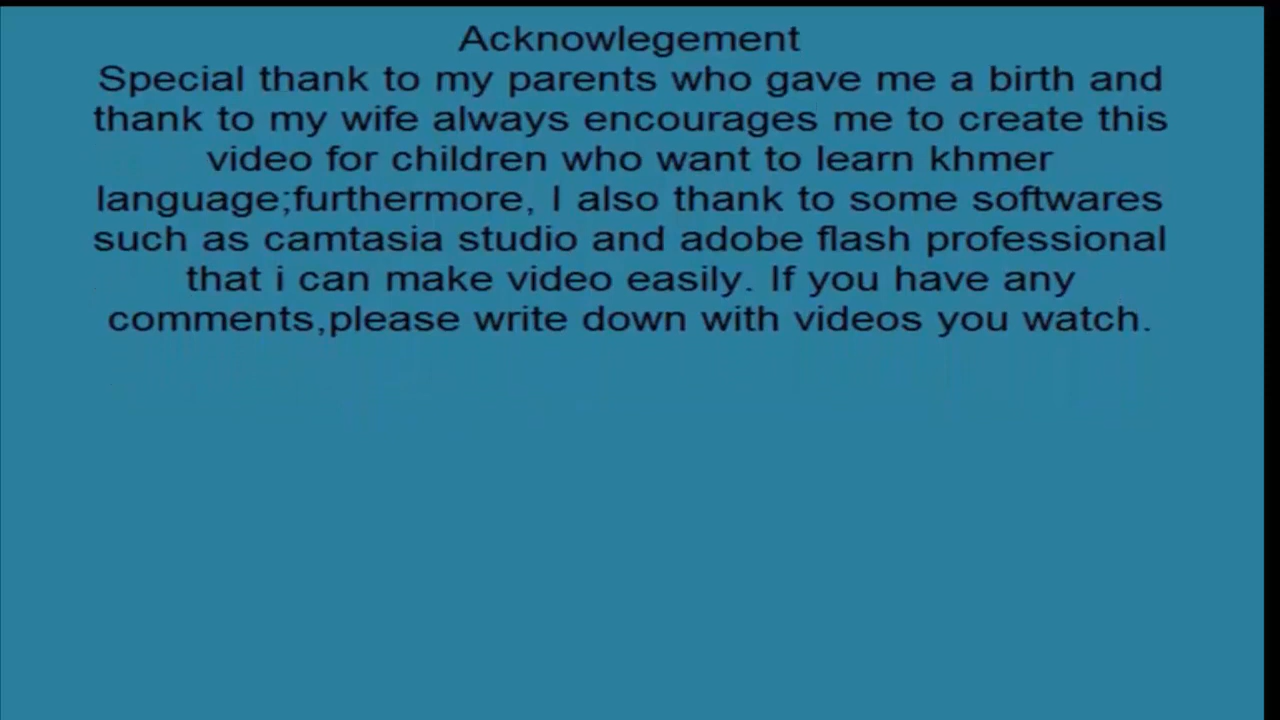 Acknowlegement
Special thank to my parents who gave me a birth and
thank to my wife always encourages me to create this
video for children who want to learn khmer
language;furthermore, I also thank to some softwares
such as camtasia studio and adobe flash professional
that i can make video easily. If you have any
comments,please write down with videos you watch.